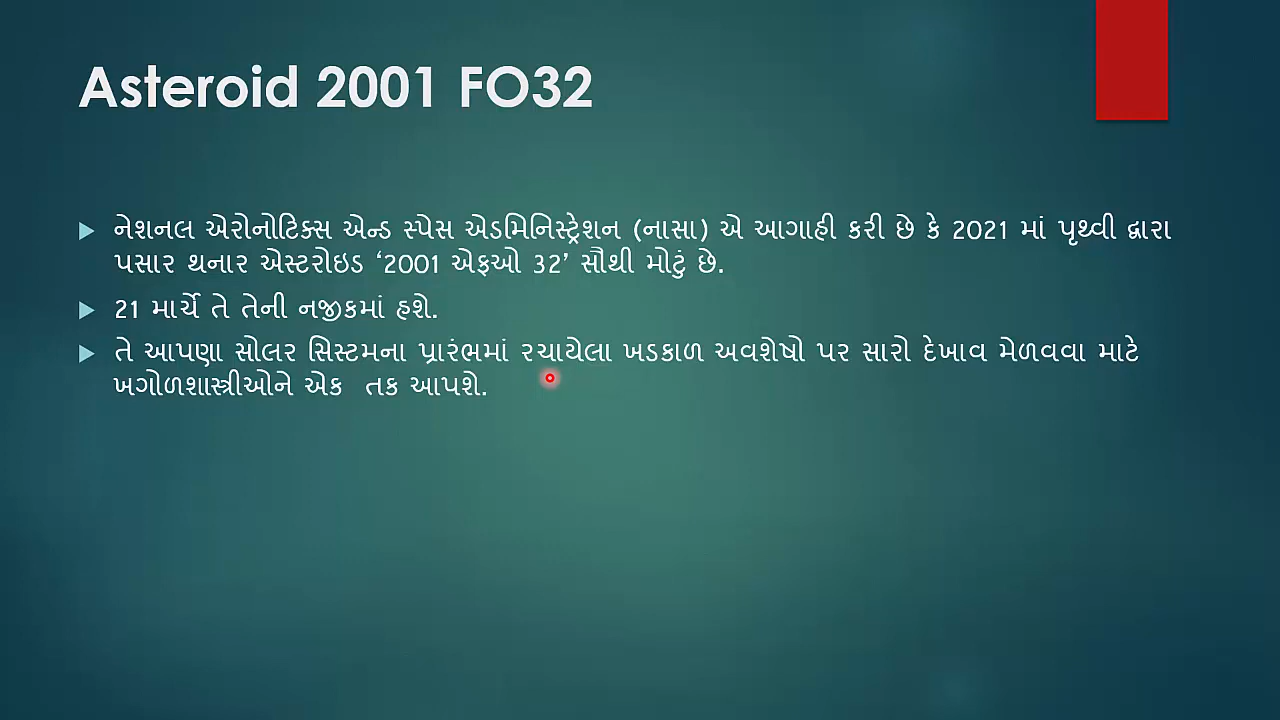 Asteroid 2001 FO32
નેશનલ એરોનોટિક્સ એન્ડ સ્પેસ એડમિનિસ્ટ્રેશન (નાસા) એ આગાહી કરી છે કે 2021 માં પૃથ્વી દ્વારા
પસાર થનાર એસ્ટરોઇડ ‘2001 એફઓ 32’ સૌથી મોટું છે.
21 માર્ચે તે તેની નજીકમાં હશે.
તે આપણા સોલર સિસ્ટમના પ્રારંભમાં રચાયેલા ખડકાળ અવશેષો પર સારો દેખાવ મેળવવા માટે
ખગોળશાસ્ત્રીઓને એક તક આપશે.